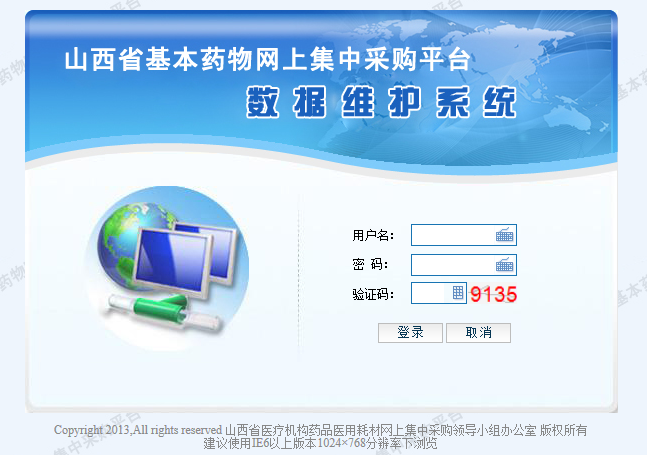 山西省基本药物网上集中采购平台
数据维护系统
用户名：
密 码：
验证码： 9135
登录 取消
Copyright 2013,All rights reserved 山西省医疗机构药品医用耗材网上集中采购领导小组办公室 版权所有
建议使用IE6以上版本1024×768分辨率下浏览